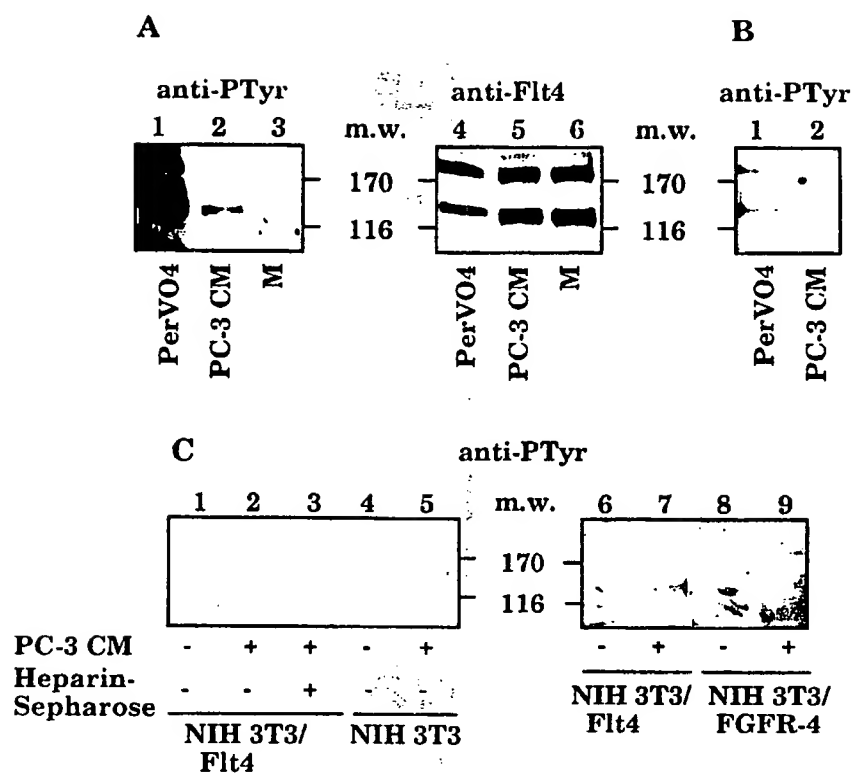 A
B
anti-PTyr
anti-Flt4
anti-PTyr
1 2 3 m.w. 4 5 6 m.w. 1 2
170 170
116 116
PerVO4
PC-3 CM
M
PerVO4
PC-3 CM
M
PerVO4
PC-3 CM
C
anti-PTyr
1 2 3 4 5 m.w. 6 7 8 9
170
116
PC-3 CM - + + - + - + - +
Heparin-
Sepharose - - + - -
NIH 3T3/
Flt4
NIH 3T3
NIH 3T3/
Flt4
NIH 3T3/
FGFR-4